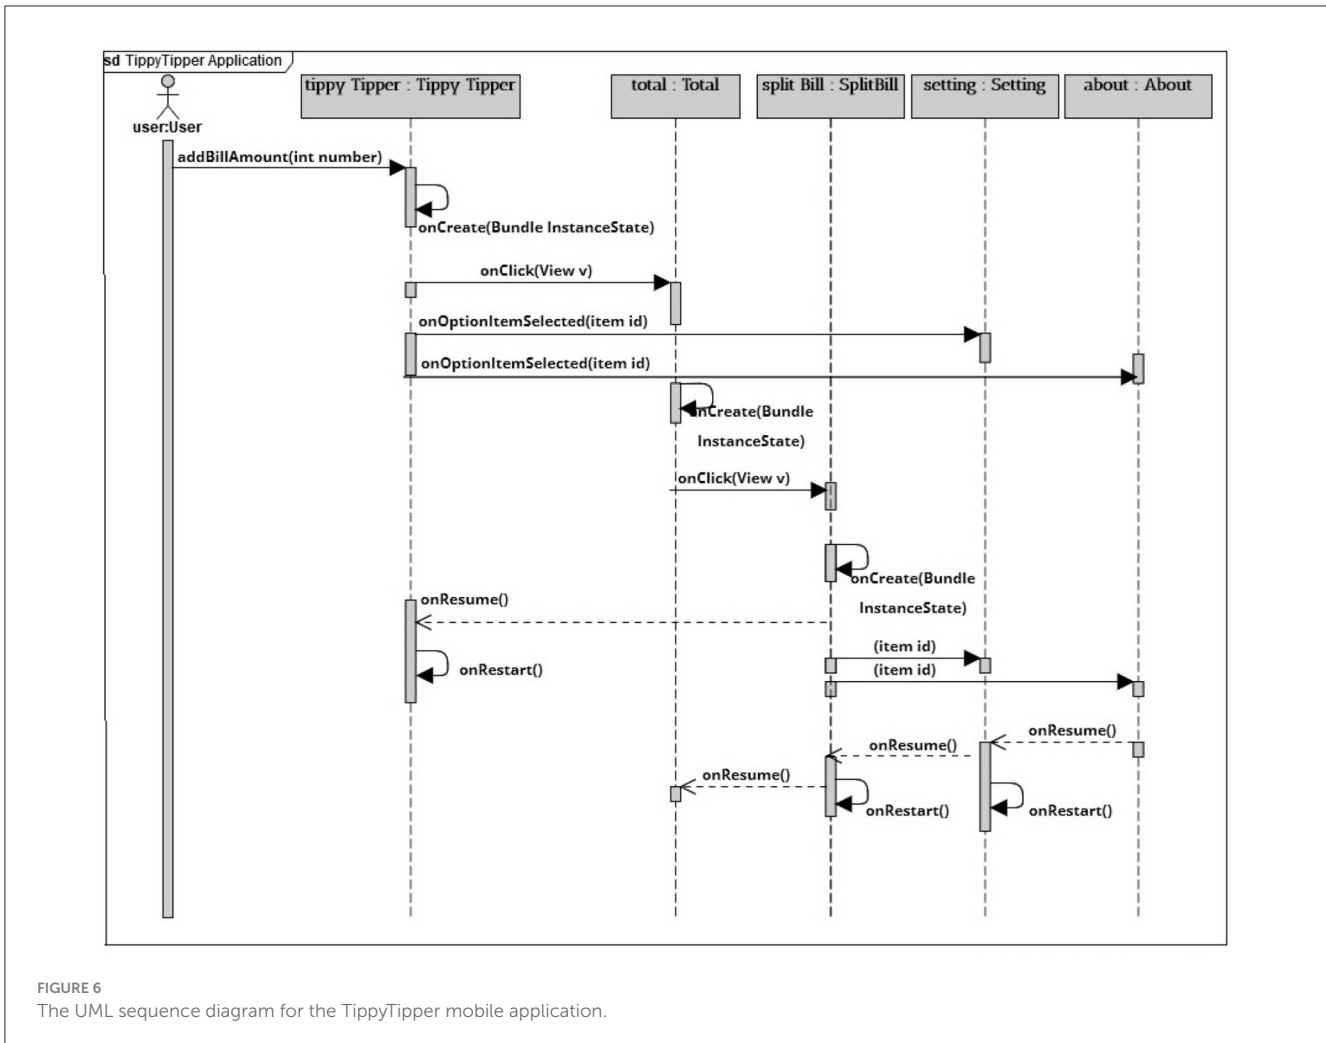 sd TippyTipper Application
user:User
tippy Tipper : Tippy Tipper
total : Total
split Bill : SplitBill
setting : Setting
about : About
addBillAmount(int number)
onCreate(Bundle InstanceState)
onClick(View v)
onOptionItemSelected(item id)
onOptionItemSelected(item id)
onCreate(Bundle
InstanceState)
onClick(View v)
onCreate(Bundle
InstanceState)
onResume()
onRestart()
(item id)
(item id)
onResume()
onResume()
onResume()
onRestart()
onRestart()
FIGURE 6
The UML sequence diagram for the TippyTipper mobile application.